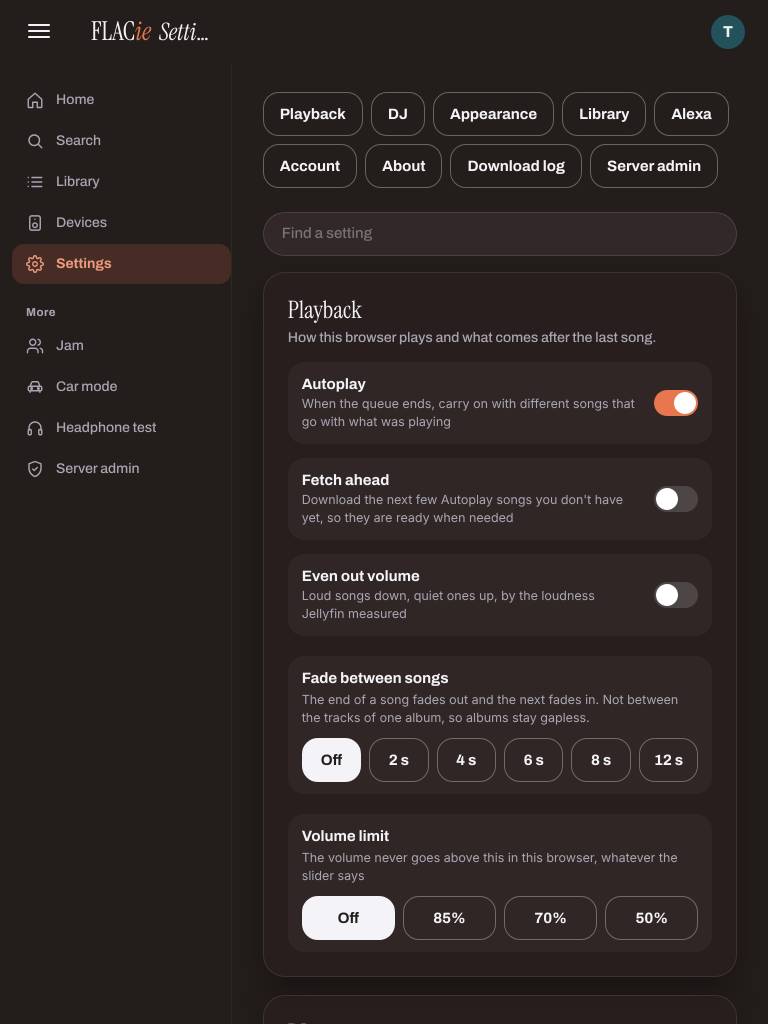 FLACie Setti...
T
Home
Search
Library
Devices
Settings
More
Jam
Car mode
Headphone test
Server admin
Playback
DJ
Appearance
Library
Alexa
Account
About
Download log
Server admin
Find a setting
Playback
How this browser plays and what comes after the last song.
Autoplay
When the queue ends, carry on with different songs that
go with what was playing
Fetch ahead
Download the next few Autoplay songs you don't have
yet, so they are ready when needed
Even out volume
Loud songs down, quiet ones up, by the loudness
Jellyfin measured
Fade between songs
The end of a song fades out and the next fades in. Not between
the tracks of one album, so albums stay gapless.
Off
2 s
4 s
6 s
8 s
12 s
Volume limit
The volume never goes above this in this browser, whatever the
slider says
Off
85%
70%
50%